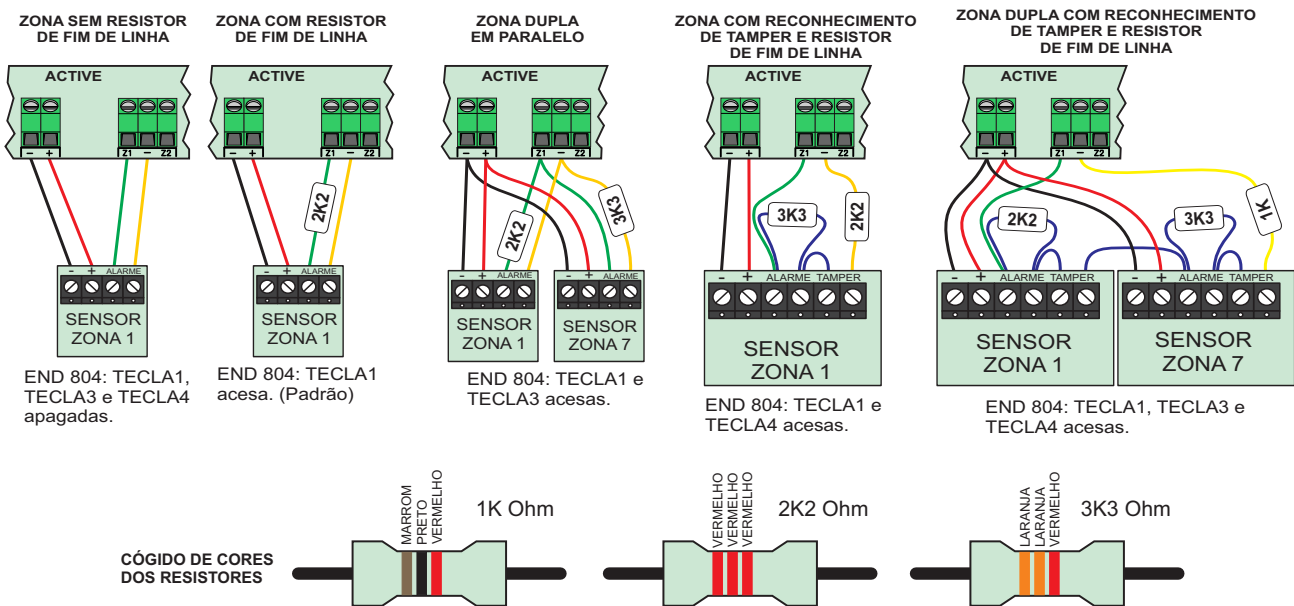 ZONA SEM RESISTOR
DE FIM DE LINHA
ACTIVE
- +
Z1 - Z2
- + ALARME
SENSOR
ZONA 1
END 804: TECLA1,
TECLA3 e TECLA4
apagadas.
ZONA COM RESISTOR
DE FIM DE LINHA
ACTIVE
- +
Z1 - Z2
2K2
- + ALARME
SENSOR
ZONA 1
END 804: TECLA1
acesa. (Padrão)
ZONA DUPLA
EM PARALELO
ACTIVE
- +
Z1 - Z2
2K2
3K3
- + ALARME
SENSOR
ZONA 1
- + ALARME
SENSOR
ZONA 7
END 804: TECLA1 e
TECLA3 acesas.
ZONA COM RECONHECIMENTO
DE TAMPER E RESISTOR
DE FIM DE LINHA
ACTIVE
- +
Z1 - Z2
3K3
2K2
- + ALARME TAMPER
SENSOR
ZONA 1
END 804: TECLA1 e
TECLA4 acesas.
ZONA DUPLA COM RECONHECIMENTO
DE TAMPER E RESISTOR
DE FIM DE LINHA
ACTIVE
- +
Z1 - Z2
2K2
3K3
1K
- + ALARME TAMPER
SENSOR
ZONA 1
- + ALARME TAMPER
SENSOR
ZONA 7
END 804: TECLA1, TECLA3 e
TECLA4 acesas.
CÓGIDO DE CORES
DOS RESISTORES
MARROM
PRETO
VERMELHO
1K Ohm
VERMELHO
VERMELHO
VERMELHO
2K2 Ohm
LARANJA
LARANJA
VERMELHO
3K3 Ohm